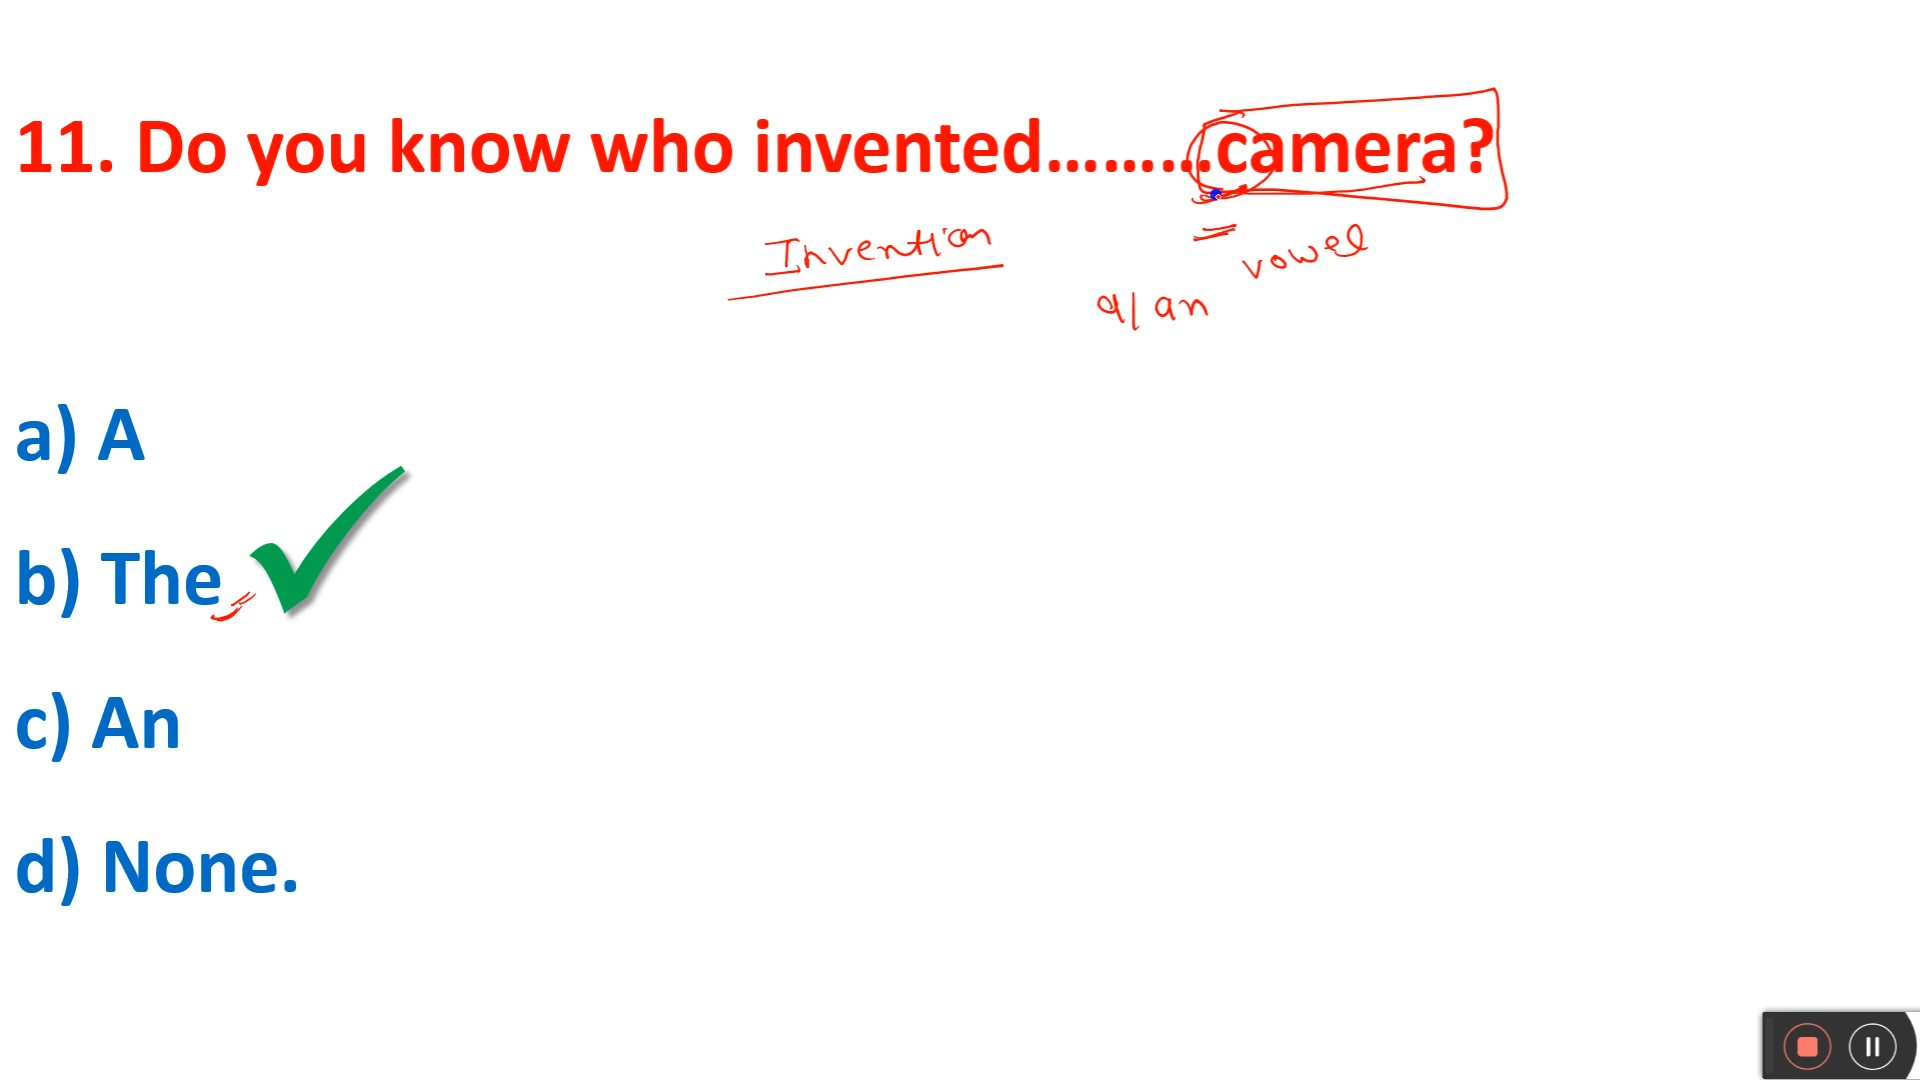 11. Do you know who invented.........camera?
Invention
vowel
a/an
a) A
b) The
c) An
d) None.